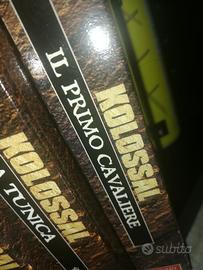 KOLOSSAL
IL PRIMO CAVALIERE
KOLOSSAL
A TUNICA
subito